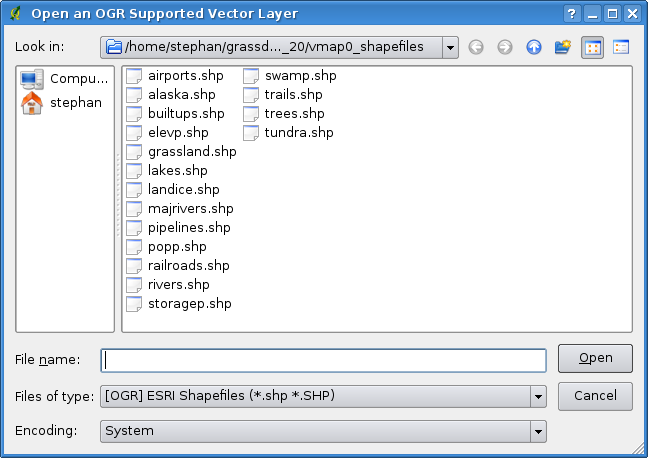 Open an OGR Supported Vector Layer
Look in: /home/stephan/grassd..._20/vmap0_shapefiles
Compu...
stephan
airports.shp
alaska.shp
builtups.shp
elevp.shp
grassland.shp
lakes.shp
landice.shp
majrivers.shp
pipelines.shp
popp.shp
railroads.shp
rivers.shp
storagep.shp
swamp.shp
trails.shp
trees.shp
tundra.shp
File name: Open
Files of type: [OGR] ESRI Shapefiles (*.shp *.SHP) Cancel
Encoding: System